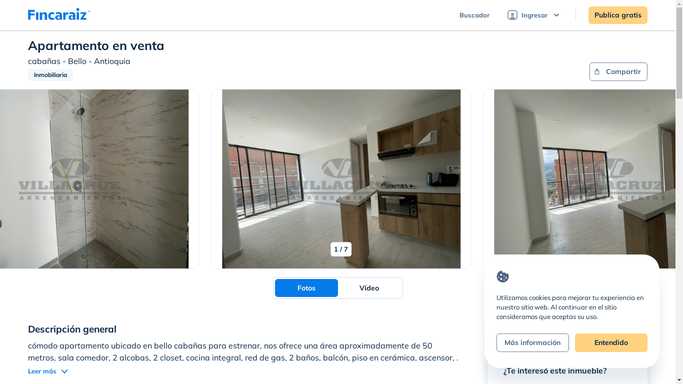 Fincaraiz
Buscador
Ingresar
Publica gratis
Apartamento en venta
cabañas - Bello - Antioquia
Inmobiliaria
Compartir
VILLACRUZ
ARRENDAMIENTOS
VILLACRUZ
ARRENDAMIENTOS
1 / 7
Fotos
Video
Descripción general
cómodo apartamento ubicado en bello cabañas para estrenar, nos ofrece una área aproximadamente de 50
metros, sala comedor, 2 alcobas, 2 closet, cocina integral, red de gas, 2 baños, balcón, piso en cerámica, ascensor, .
Leer más
Utilizamos cookies para mejorar tu experiencia en
nuestro sitio web. Al continuar en el sitio
consideramos que aceptas su uso.
Más información
Entendido
¿Te interesó este inmueble?